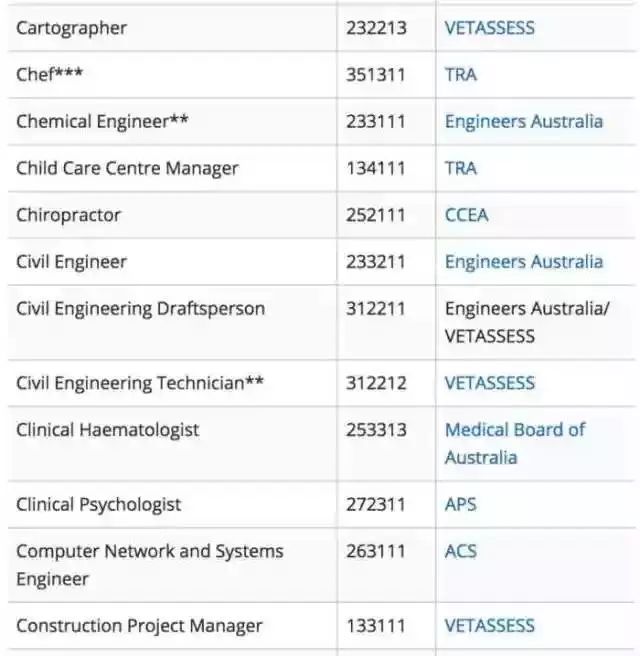 Cartographer 232213 VETASSESS
Chef*** 351311 TRA
Chemical Engineer** 233111 Engineers Australia
Child Care Centre Manager 134111 TRA
Chiropractor 252111 CCEA
Civil Engineer 233211 Engineers Australia
Civil Engineering Draftsperson 312211 Engineers Australia/
VETASSESS
Civil Engineering Technician** 312212 VETASSESS
Clinical Haematologist 253313 Medical Board of
Australia
Clinical Psychologist 272311 APS
Computer Network and Systems 263111 ACS
Engineer
Construction Project Manager 133111 VETASSESS